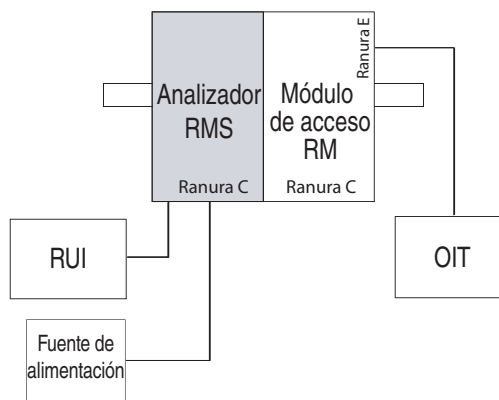 Ranura E
Analizador
RMS
Módulo
de acceso
RM
Ranura C
Ranura C
RUI
OIT
Fuente de
alimentación